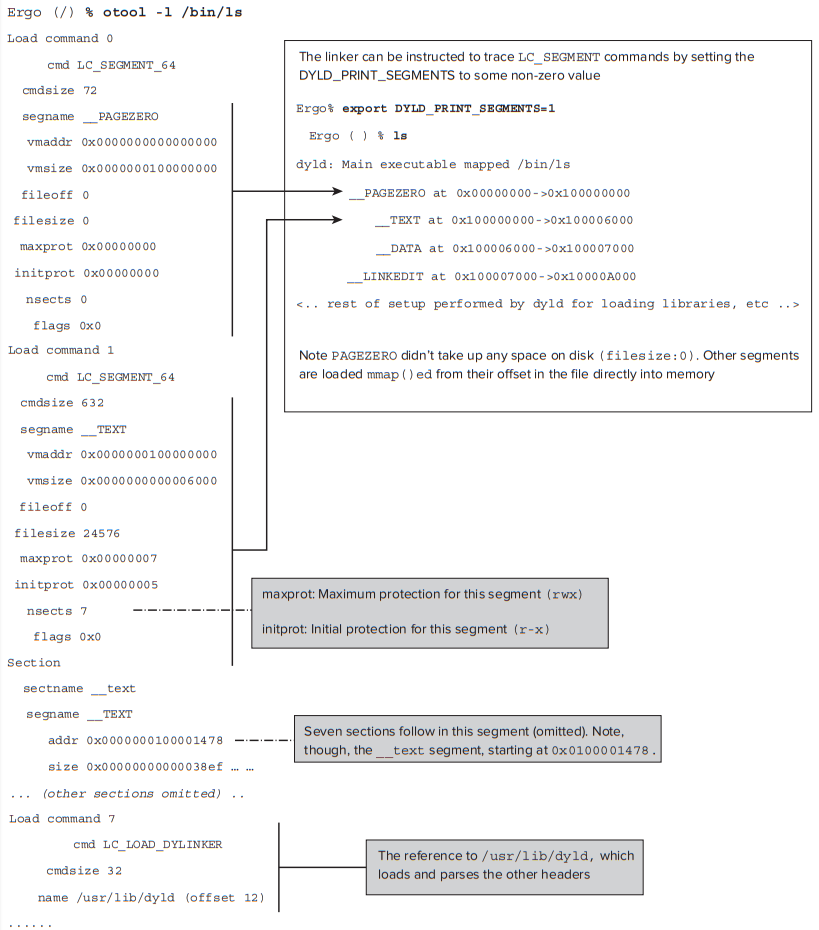 Ergo (/) % otool -l /bin/ls
Load command 0
cmd LC_SEGMENT_64
cmdsize 72
segname __PAGEZERO
vmaddr 0x0000000000000000
vmsize 0x0000000100000000
fileoff 0
filesize 0
maxprot 0x00000000
initprot 0x00000000
nsects 0
flags 0x0
Load command 1
cmd LC_SEGMENT_64
cmdsize 632
segname __TEXT
vmaddr 0x0000000100000000
vmsize 0x0000000000006000
fileoff 0
filesize 24576
maxprot 0x00000007
initprot 0x00000005
nsects 7
flags 0x0
Section
sectname __text
segname __TEXT
addr 0x0000000100001478
size 0x00000000000038ef … …
... (other sections omitted) ..
Load command 7
cmd LC_LOAD_DYLINKER
cmdsize 32
name /usr/lib/dyld (offset 12)
......
The linker can be instructed to trace LC_SEGMENT commands by setting the
DYLD_PRINT_SEGMENTS to some non-zero value
Ergo% export DYLD_PRINT_SEGMENTS=1
Ergo ( ) % ls
dyld: Main executable mapped /bin/ls
__PAGEZERO at 0x00000000->0x100000000
__TEXT at 0x100000000->0x100006000
__DATA at 0x100006000->0x100007000
__LINKEDIT at 0x100007000->0x10000A000
<.. rest of setup performed by dyld for loading libraries, etc ..>
Note PAGEZERO didn't take up any space on disk (filesize:0). Other segments
are loaded mmap()ed from their offset in the file directly into memory
maxprot: Maximum protection for this segment (rwx)
initprot: Initial protection for this segment (r-x)
Seven sections follow in this segment (omitted). Note,
though, the __text segment, starting at 0x0100001478.
The reference to /usr/lib/dyld, which
loads and parses the other headers